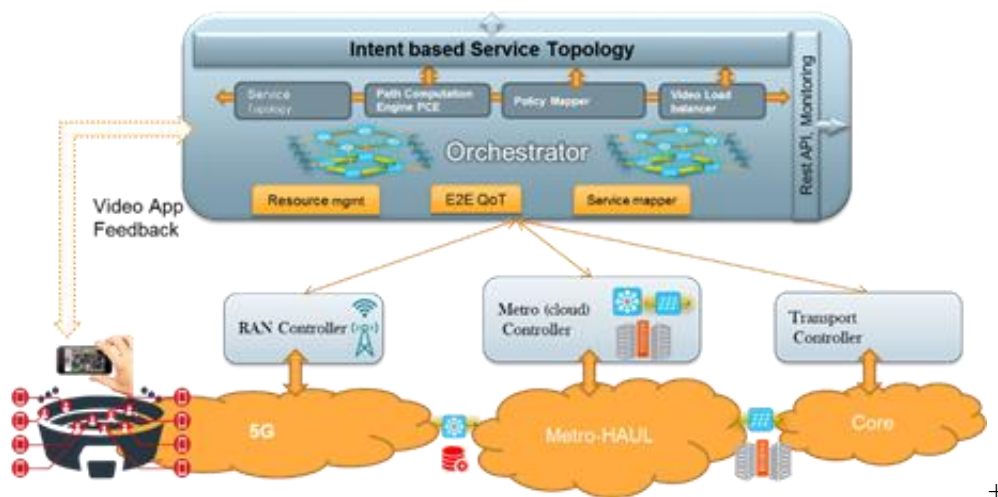 Intent based Service Topology
Service
Topology
Path Computation
Engine PCE
Policy Mapper
Video Load
balancer
Rest API, Monitoring
Orchestrator
Resource mgmt
E2E QoT
Service mapper
Video App
Feedback
RAN Controller
Metro (cloud)
Controller
Transport
Controller
5G
Metro-HAUL
Core